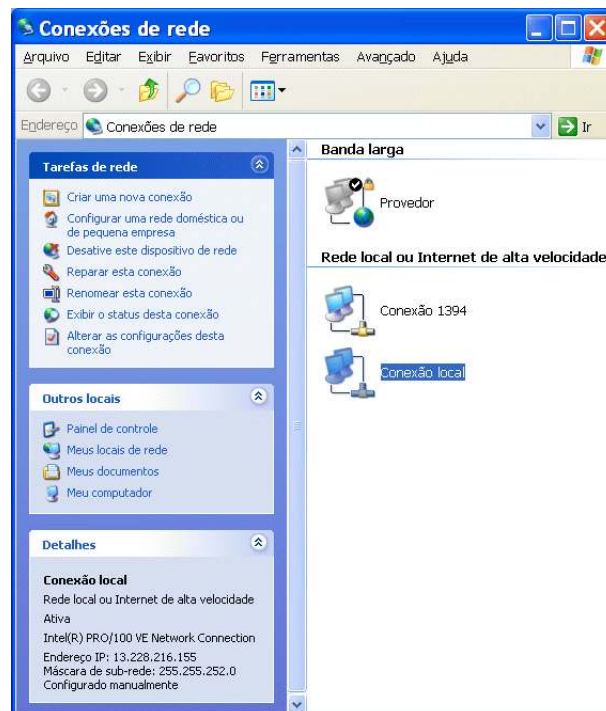 Conexões de rede
Arquivo Editar Exibir Favoritos Ferramentas Avançado Ajuda
Endereço Conexões de rede Ir
Tarefas de rede
Criar uma nova conexão
Configurar uma rede doméstica ou
de pequena empresa
Desative este dispositivo de rede
Reparar esta conexão
Renomear esta conexão
Exibir o status desta conexão
Alterar as configurações desta
conexão
Outros locais
Painel de controle
Meus locais de rede
Meus documentos
Meu computador
Detalhes
Conexão local
Rede local ou Internet de alta velocidade
Ativa
Intel(R) PRO/100 VE Network Connection
Endereço IP: 13.228.216.155
Máscara de sub-rede: 255.255.252.0
Configurado manualmente
Banda larga
Provedor
Rede local ou Internet de alta velocidade
Conexão 1394
Conexão local